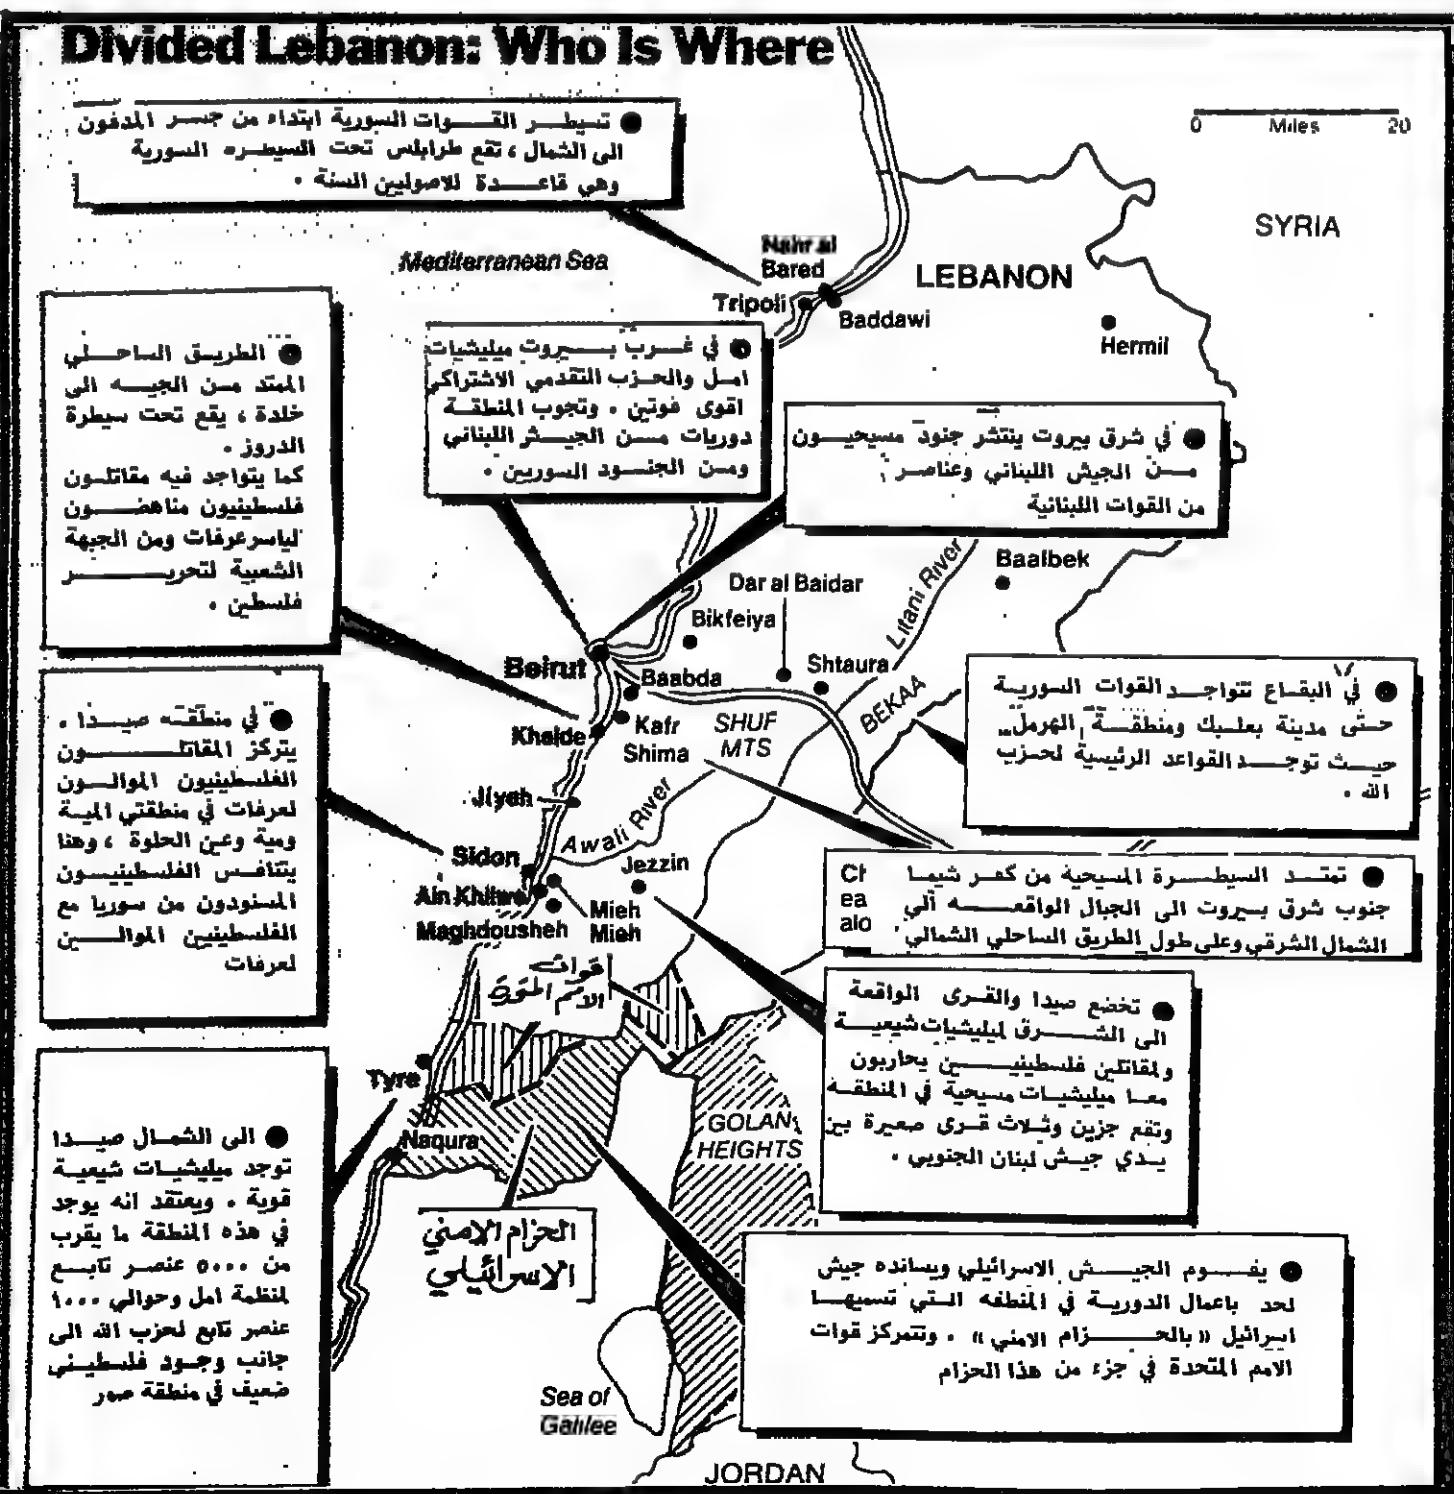 Divided Lebanon: Who Is Where
● تسيطر القوات السورية ابتداء من جسر المدفون
الى الشمال ، تقع طرابلس تحت السيطره السورية
وهي قاعدة للاصوليين السنة .
0 Miles 20
SYRIA
Mediterranean Sea
Nahr al
Bared
LEBANON
Tripoli
Baddawi
Hermil
● الطريق الساحلي
الممتد من الجيه الى
خلدة ، يقع تحت سيطرة
الدروز .
كما يتواجد فيه مقاتلون
فلسطينيون مناهضون
لياسر عرفات ومن الجبهة
الشعبية لتحرير
فلسطين .
● في غرب بيروت ميليشيات
امل والحزب التقدمي الاشتراكي
اقوى قوتين . وتجوب المنطقة
دوريات من الجيش اللبناني
ومن الجنود السوريين .
● في شرق بيروت ينتشر جنود مسيحيون
من الجيش اللبناني وعناصر
من القوات اللبنانية
Baalbek
Litani River
Dar al Baidar
Bikfeiya
Beirut
Baabda
Shtaura
Khalde
Kafr
Shima
SHUF
MTS
BEKAA
● في البقاع تتواجد القوات السورية
حتى مدينة بعلبك ومنطقة الهرمل
حيث توجد القواعد الرئيسية لحزب
الله .
● في منطقه صيدا .
يتركز المقاتلون
الفلسطينيون الموالون
لعرفات في منطقتي المية
ومية وعين الحلوة ، وهنا
يتنافس الفلسطينيون
المسنودون من سوريا مع
الفلسطينيين الموالين
لعرفات
Jiyeh
Awali River
Sidon
Jezzin
Ain Khilwe
Mieh
Mieh
Maghdousheh
Ch
ea
alo
● تمتد السيطرة المسيحية من كفر شيما
جنوب شرق بيروت الى الجبال الواقعه الي
الشمال الشرقي وعلى طول الطريق الساحلي الشمالي
قوات
الامم المتحدة
● تخضع صيدا والقرى الواقعة
الى الشرق لميليشيات شيعية
ولمقاتلين فلسطينيين يحاربون
معا ميليشيات مسيحية في المنطقة
وتقع جزين وثلاث قرى صغيرة بين
يدي جيش لبنان الجنوبي .
Tyre
Naqura
GOLAN
HEIGHTS
● الى الشمال صيدا
توجد ميليشيات شيعية
قوية . ويعتقد انه يوجد
في هذه المنطقة ما يقرب
من ٥٠٠٠ عنصر تابع
لمنظمة امل وحوالي ١٠٠٠
عنصر تابع لحزب الله الى
جانب وجود فلسطيني
ضعيف في منطقة صور
الحزام الامني
الاسرائيلي
● يقوم الجيش الاسرائيلي ويسانده جيش
لحد باعمال الدورية في المنطقه التي تسميها
اسرائيل « بالحزام الامني » . وتتمركز قوات
الامم المتحدة في جزء من هذا الحزام
Sea of
Galilee
JORDAN